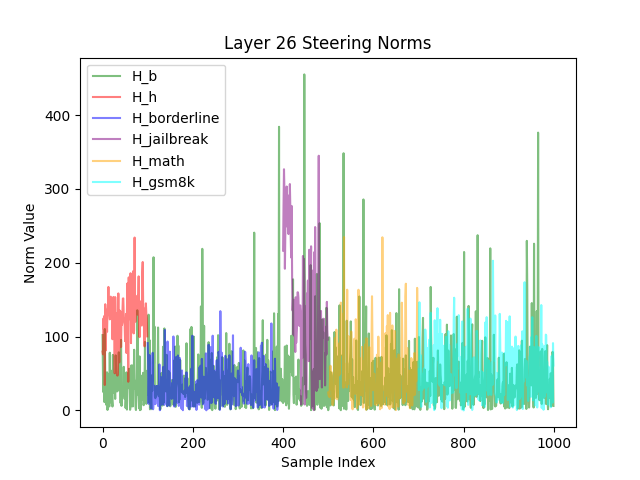 Layer 26 Steering Norms
H_b
H_h
H_borderline
H_jailbreak
H_math
H_gsm8k
Norm Value
400
300
200
100
0
0 200 400 600 800 1000
Sample Index